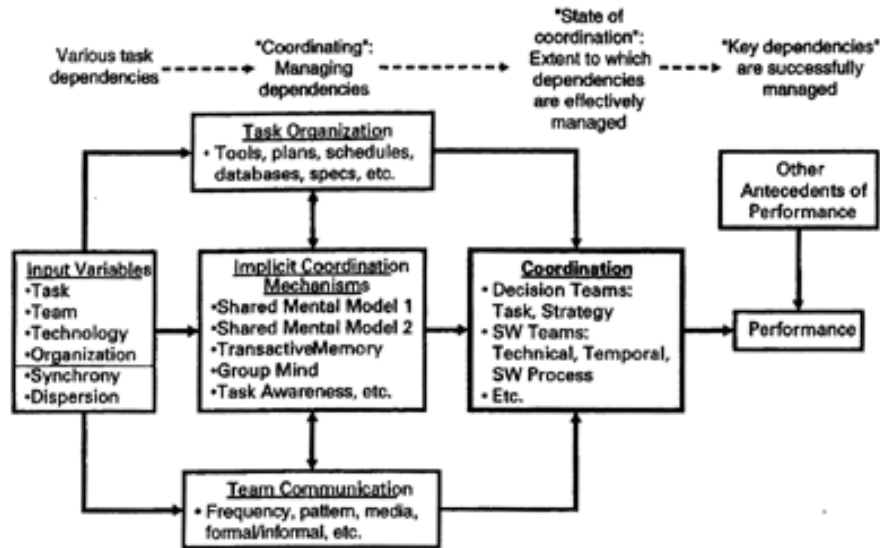 Various task
dependencies
"Coordinating":
Managing
dependencies
"State of
coordination":
Extent to which
dependencies
are effectively
managed
"Key dependencies"
are successfully
managed
Task Organization
• Tools, plans, schedules,
databases, specs, etc.
Other
Antecedents of
Performance
Input Variables
•Task
•Team
•Technology
•Organization
•Synchrony
•Dispersion
Implicit Coordination
Mechanisms
•Shared Mental Model 1
•Shared Mental Model 2
•TransactiveMemory
•Group Mind
•Task Awareness, etc.
Coordination
• Decision Teams:
Task, Strategy
• SW Teams:
Technical, Temporal,
SW Process
• Etc.
Performance
Team Communication
• Frequency, pattern, media,
formal/informal, etc.